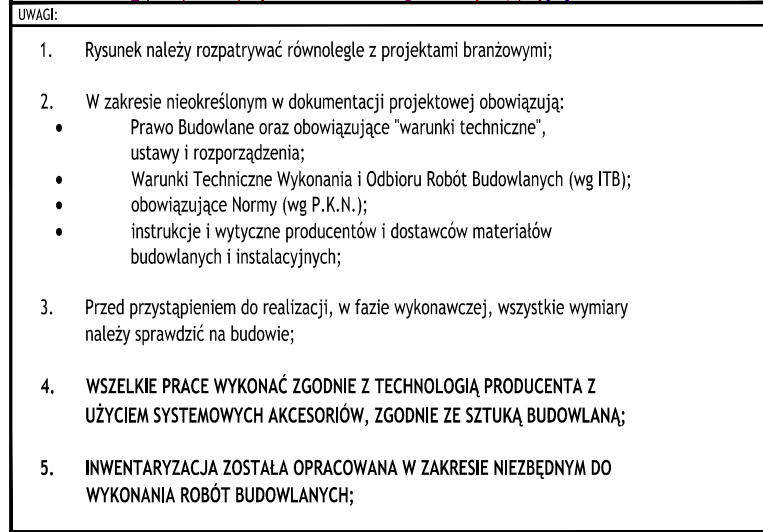 UWAGI:
1. Rysunek należy rozpatrywać równolegle z projektami branżowymi;
2. W zakresie nieokreślonym w dokumentacji projektowej obowiązują:
• Prawo Budowlane oraz obowiązujące "warunki techniczne",
ustawy i rozporządzenia;
• Warunki Techniczne Wykonania i Odbioru Robót Budowlanych (wg ITB);
• obowiązujące Normy (wg P.K.N.);
• instrukcje i wytyczne producentów i dostawców materiałów
budowlanych i instalacyjnych;
3. Przed przystąpieniem do realizacji, w fazie wykonawczej, wszystkie wymiary
należy sprawdzić na budowie;
4. WSZELKIE PRACE WYKONAĆ ZGODNIE Z TECHNOLOGIĄ PRODUCENTA Z
UŻYCIEM SYSTEMOWYCH AKCESORIÓW, ZGODNIE ZE SZTUKĄ BUDOWLANĄ;
5. INWENTARYZACJA ZOSTAŁA OPRACOWANA W ZAKRESIE NIEZBĘDNYM DO
WYKONANIA ROBÓT BUDOWLANYCH;